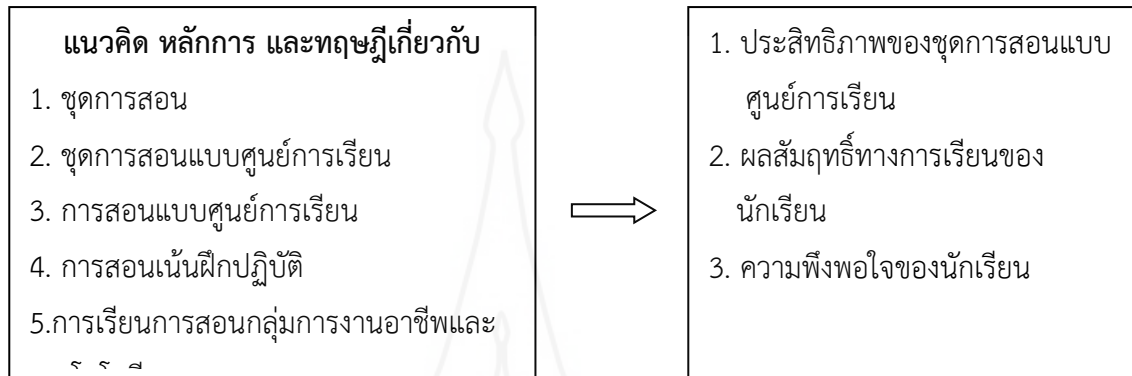 แนวคิด หลักการ และทฤษฎีเกี่ยวกับ
1. ชุดการสอน
2. ชุดการสอนแบบศูนย์การเรียน
3. การสอนแบบศูนย์การเรียน
4. การสอนเน้นฝึกปฏิบัติ
5.การเรียนการสอนกลุ่มการงานอาชีพและ
1. ประสิทธิภาพของชุดการสอนแบบ
ศูนย์การเรียน
2. ผลสัมฤทธิ์ทางการเรียนของ
นักเรียน
3. ความพึงพอใจของนักเรียน